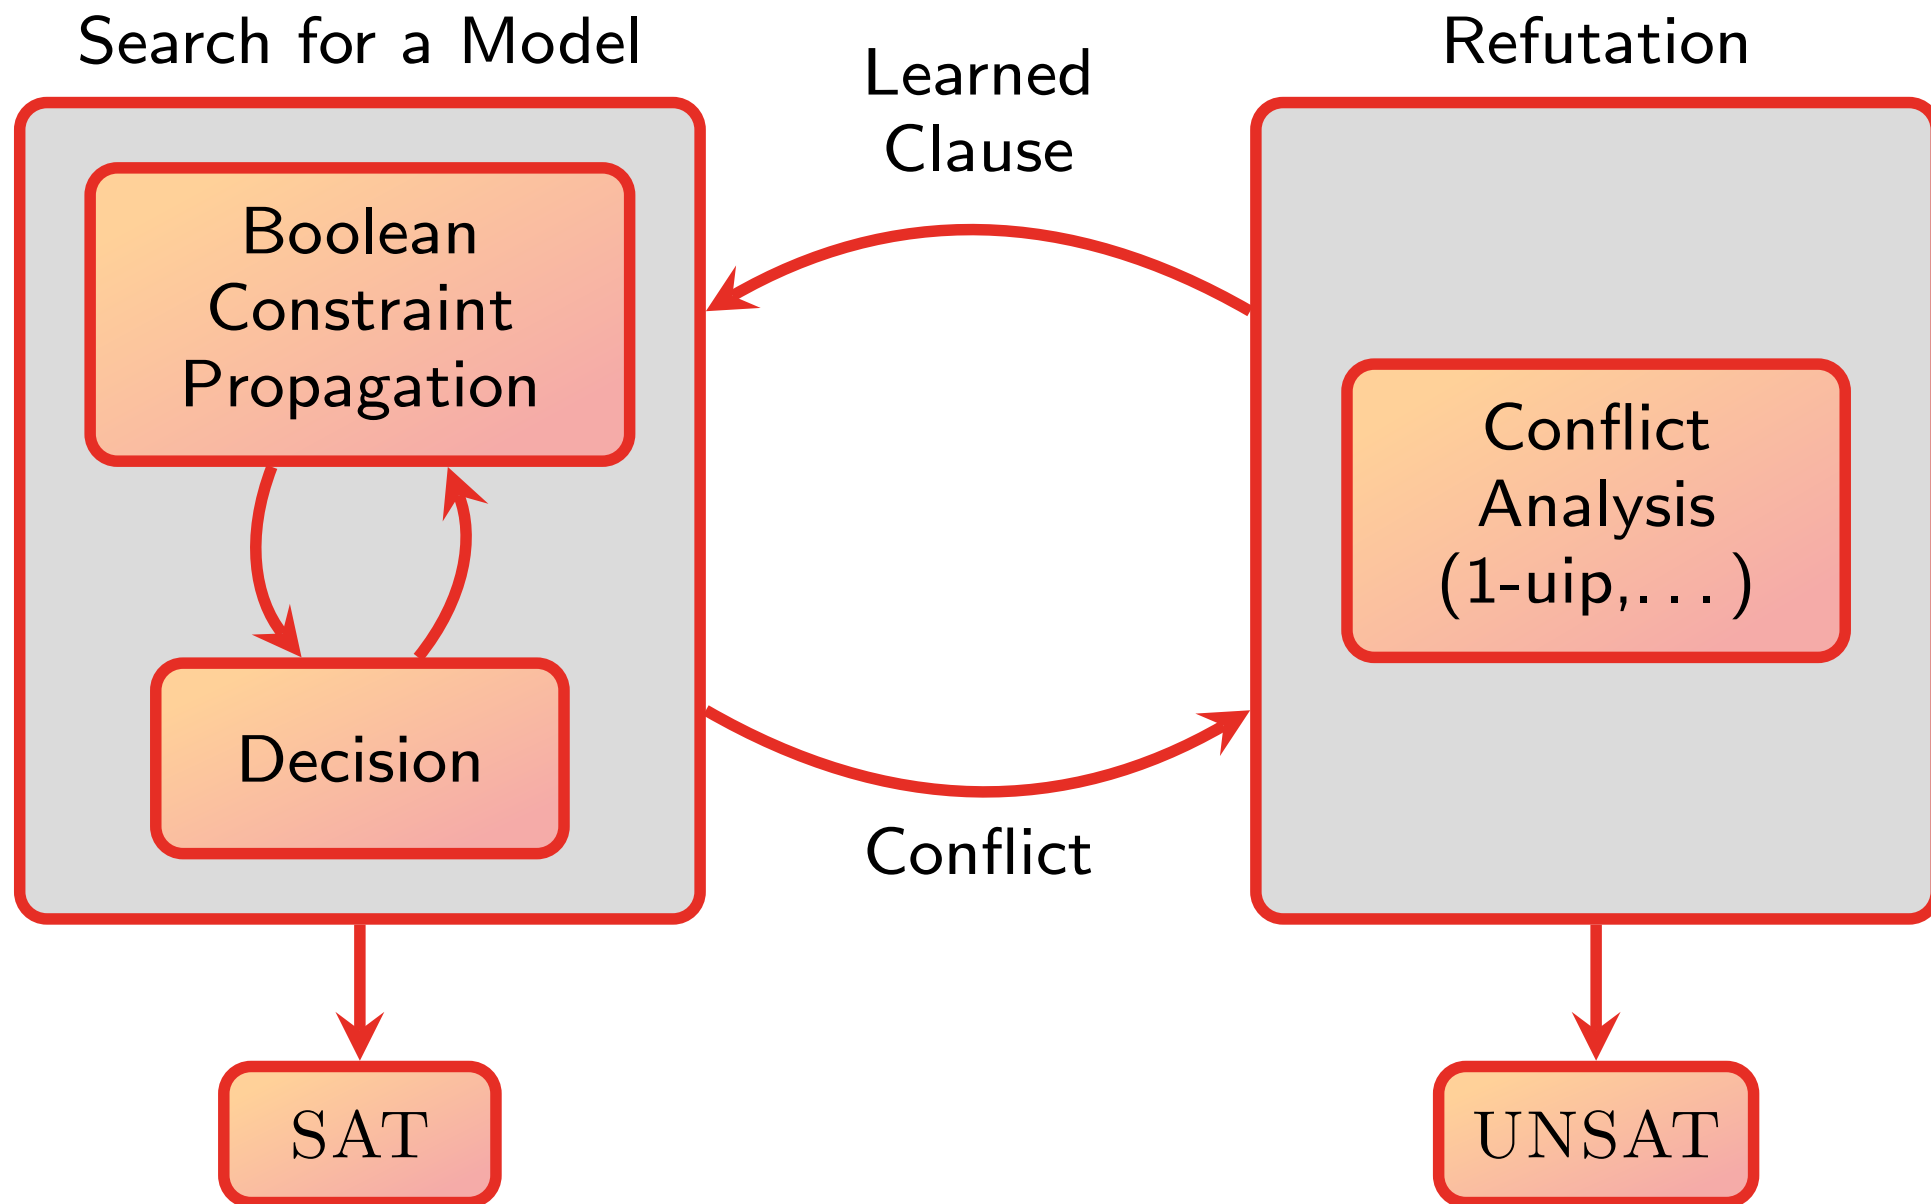 Search for a Model
Boolean
Constraint
Propagation
Decision
SAT
Learned
Clause
Conflict
Refutation
Conflict
Analysis
(1-uip,...)
UNSAT